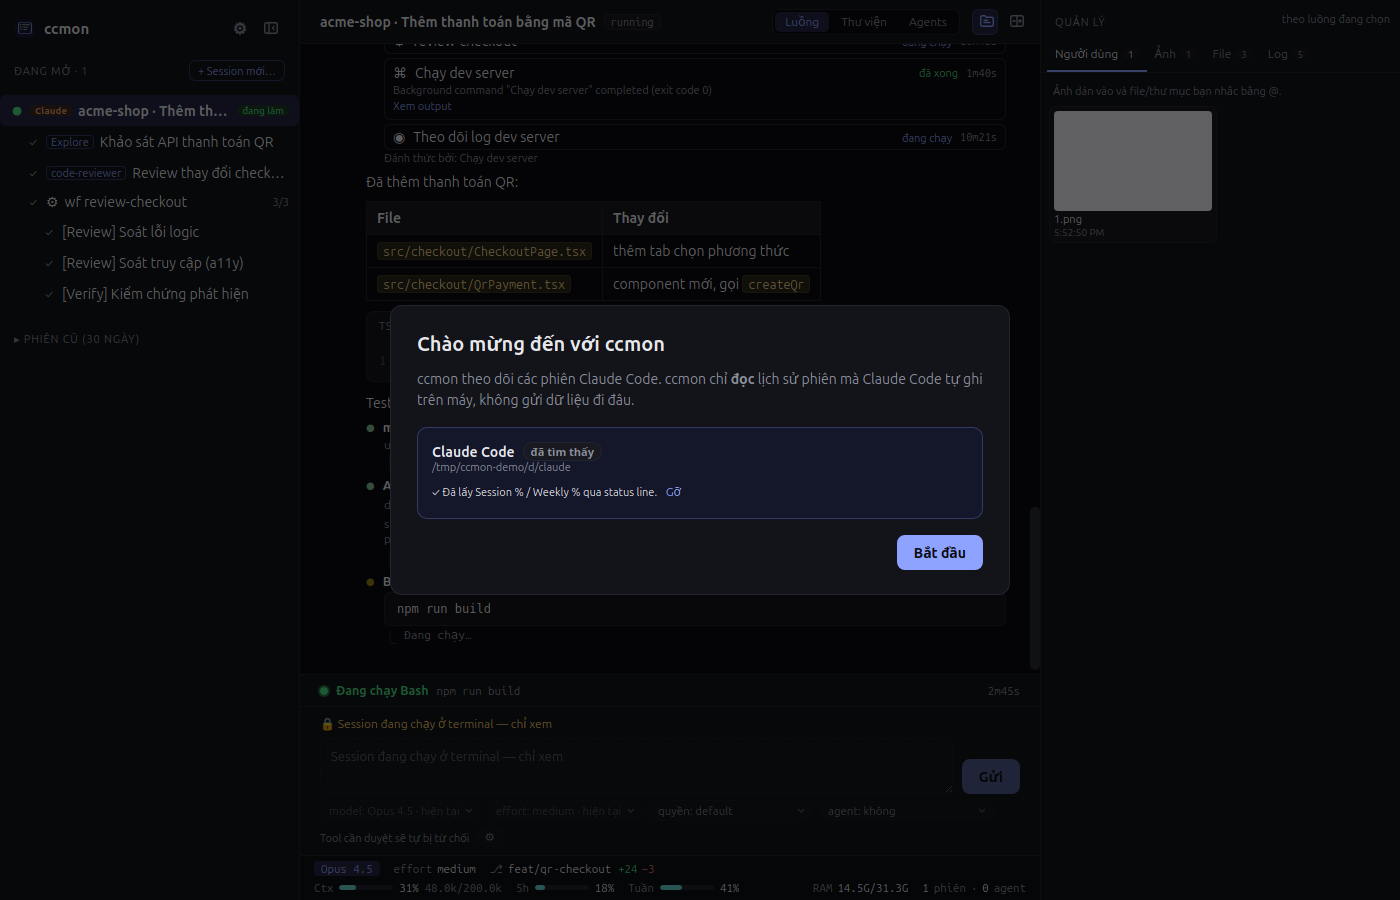 ccmon
ĐANG MỞ · 1
+ Session mới…
Claude acme-shop · Thêm th… đang làm
✓ Explore Khảo sát API thanh toán QR
✓ code-reviewer Review thay đổi check…
✓ wf review-checkout 3/3
✓ [Review] Soát lỗi logic
✓ [Review] Soát truy cập (a11y)
✓ [Verify] Kiểm chứng phát hiện
▸ PHIÊN CŨ (30 NGÀY)
acme-shop · Thêm thanh toán bằng mã QR running
Luồng Thư viện Agents
review-checkout đang chạy
⌘ Chạy dev server đã xong 1m40s
Background command "Chạy dev server" completed (exit code 0)
Xem output
◉ Theo dõi log dev server đang chạy 10m21s
Đánh thức bởi: Chạy dev server
Đã thêm thanh toán QR:
File Thay đổi
src/checkout/CheckoutPage.tsx thêm tab chọn phương thức
src/checkout/QrPayment.tsx component mới, gọi createQr
TS
1
Test
Chào mừng đến với ccmon
ccmon theo dõi các phiên Claude Code. ccmon chỉ đọc lịch sử phiên mà Claude Code tự ghi
trên máy, không gửi dữ liệu đi đâu.
Claude Code đã tìm thấy
/tmp/ccmon-demo/d/claude
✓ Đã lấy Session % / Weekly % qua status line. Gỡ
Bắt đầu
npm run build
Đang chạy…
Đang chạy Bash npm run build 2m45s
🔒 Session đang chạy ở terminal — chỉ xem
Session đang chạy ở terminal — chỉ xem
Gửi
model: Opus 4.5 · hiện tại effort: medium · hiện tại quyền: default agent: không
Tool cần duyệt sẽ tự bị từ chối
Opus 4.5 effort medium feat/qr-checkout +24 −3
Ctx 31% 48.0k/200.0k 5h 18% Tuần 41% RAM 14.5G/31.3G 1 phiên · 0 agent
QUẢN LÝ theo luồng đang chọn
Người dùng 1 Ảnh 1 File 3 Log 5
Ảnh dán vào và file/thư mục bạn nhắc bằng @.
1.png
5:52:50 PM